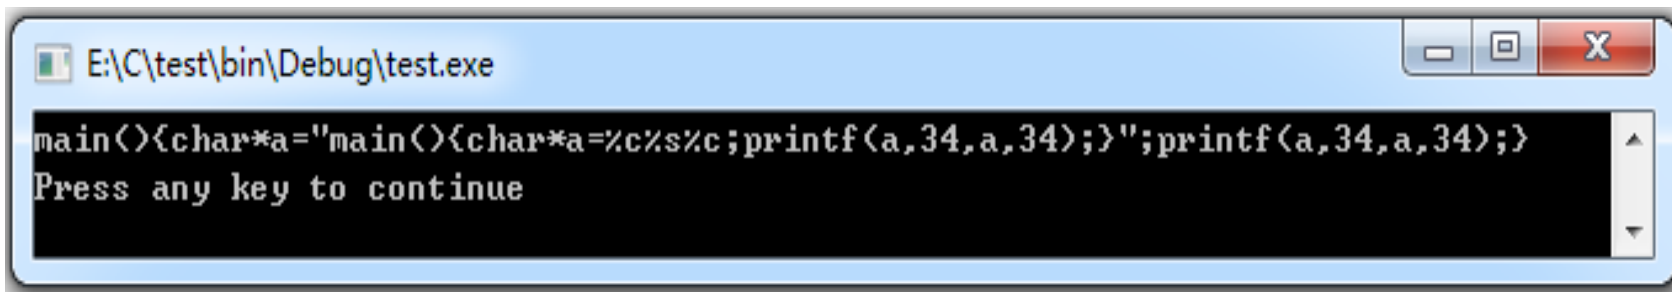 E:\C\test\bin\Debug\test.exe
main(){char*a="main(){char*a=%c%s%c;printf(a,34,a,34);}";printf(a,34,a,34);}
Press any key to continue